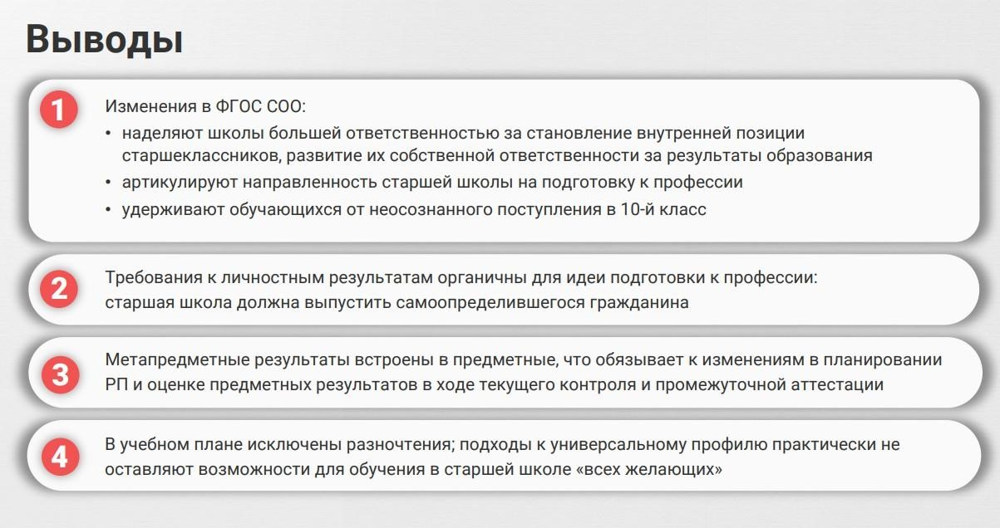 Выводы
1
Изменения в ФГОС СОО:
• наделяют школы большей ответственностью за становление внутренней позиции
старшеклассников, развитие их собственной ответственности за результаты образования
• артикулируют направленность старшей школы на подготовку к профессии
• удерживают обучающихся от неосознанного поступления в 10-й класс
2
Требования к личностным результатам органичны для идеи подготовки к профессии:
старшая школа должна выпустить самоопределившегося гражданина
3
Метапредметные результаты встроены в предметные, что обязывает к изменениям в планировании
РП и оценке предметных результатов в ходе текущего контроля и промежуточной аттестации
4
В учебном плане исключены разночтения; подходы к универсальному профилю практически не
оставляют возможности для обучения в старшей школе «всех желающих»